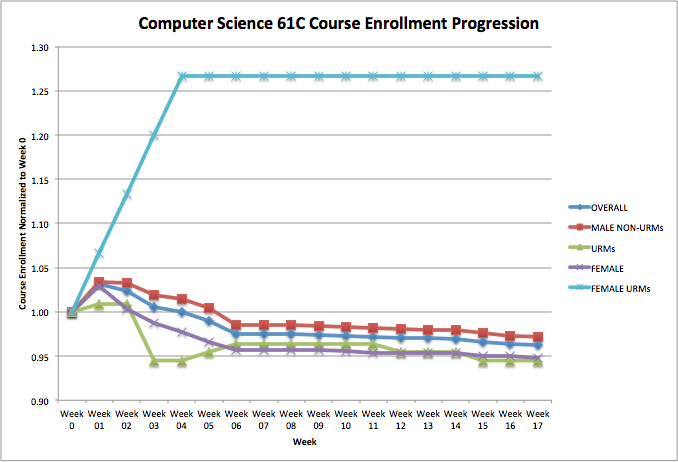 Computer Science 61C Course Enrollment Progression
1.30
1.25
1.20
1.15
1.10
1.05
1.00
0.95
0.90
Course Enrollment Normalized to Week 0
Week Week Week Week Week Week Week Week Week Week Week Week Week Week Week Week Week Week
0 01 02 03 04 05 06 07 08 09 10 11 12 13 14 15 16 17
Week
OVERALL
MALE NON-URMs
URMs
FEMALE
FEMALE URMs